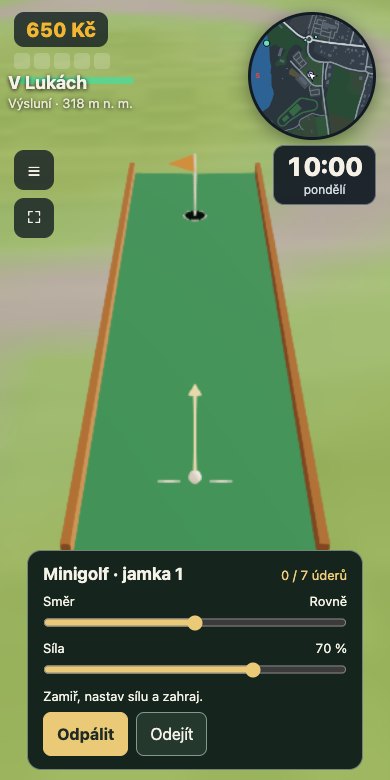 650 Kč
V Lukách
Výsluní · 318 m n. m.
S
10:00
pondělí
Minigolf · jamka 1
0 / 7 úderů
Směr
Rovně
Síla
70 %
Zamiř, nastav sílu a zahraj.
Odpálit
Odejít